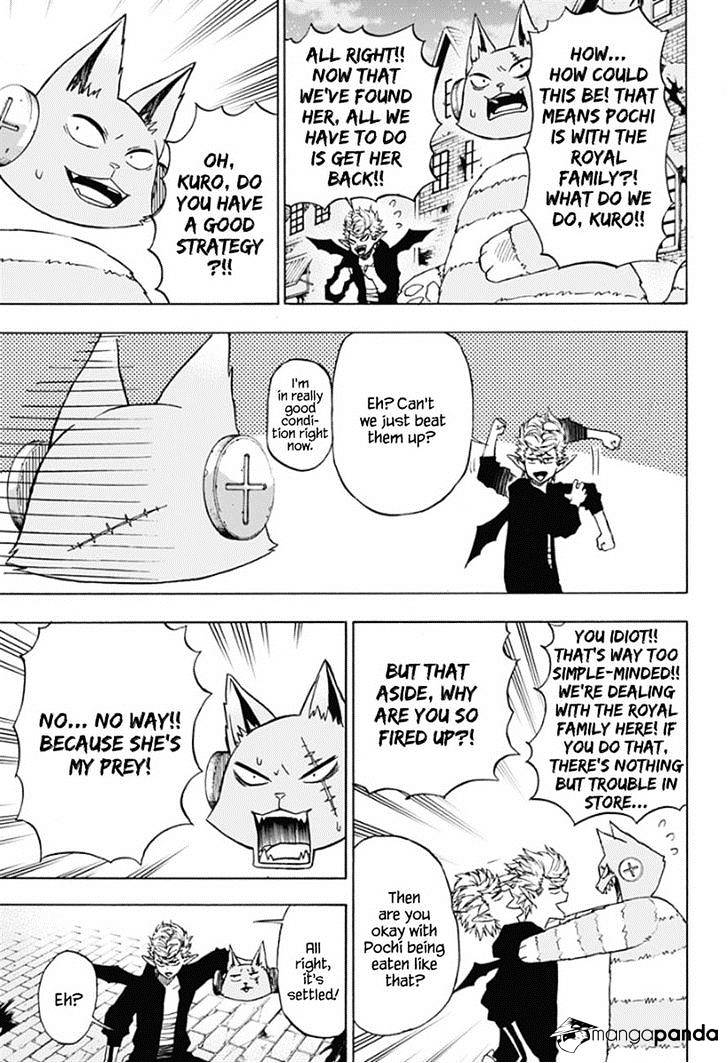 HOW...
HOW COULD
THIS BE! THAT
MEANS POCHI
IS WITH THE
ROYAL
FAMILY?!
WHAT DO WE
DO, KURO!!
ALL RIGHT!!
NOW THAT
WE'VE FOUND
HER, ALL WE
HAVE TO DO
IS GET HER
BACK!!
OH,
KURO, DO
YOU HAVE
A GOOD
STRATEGY
?!!
Eh? Can't
we just beat
them up?
I'm
in really
good
condi-
tion right
now.
YOU IDIOT!!
THAT'S WAY TOO
SIMPLE-MINDED!!
WE'RE DEALING
WITH THE ROYAL
FAMILY HERE! IF
YOU DO THAT,
THERE'S NOTHING
BUT TROUBLE IN
STORE...
BUT THAT
ASIDE, WHY
ARE YOU SO
FIRED UP?!
NO... NO WAY!!
BECAUSE SHE'S
MY PREY!
Then
are you
okay with
Pochi being
eaten like
that?
All
right,
it's
settled!
Eh?
mangapanda